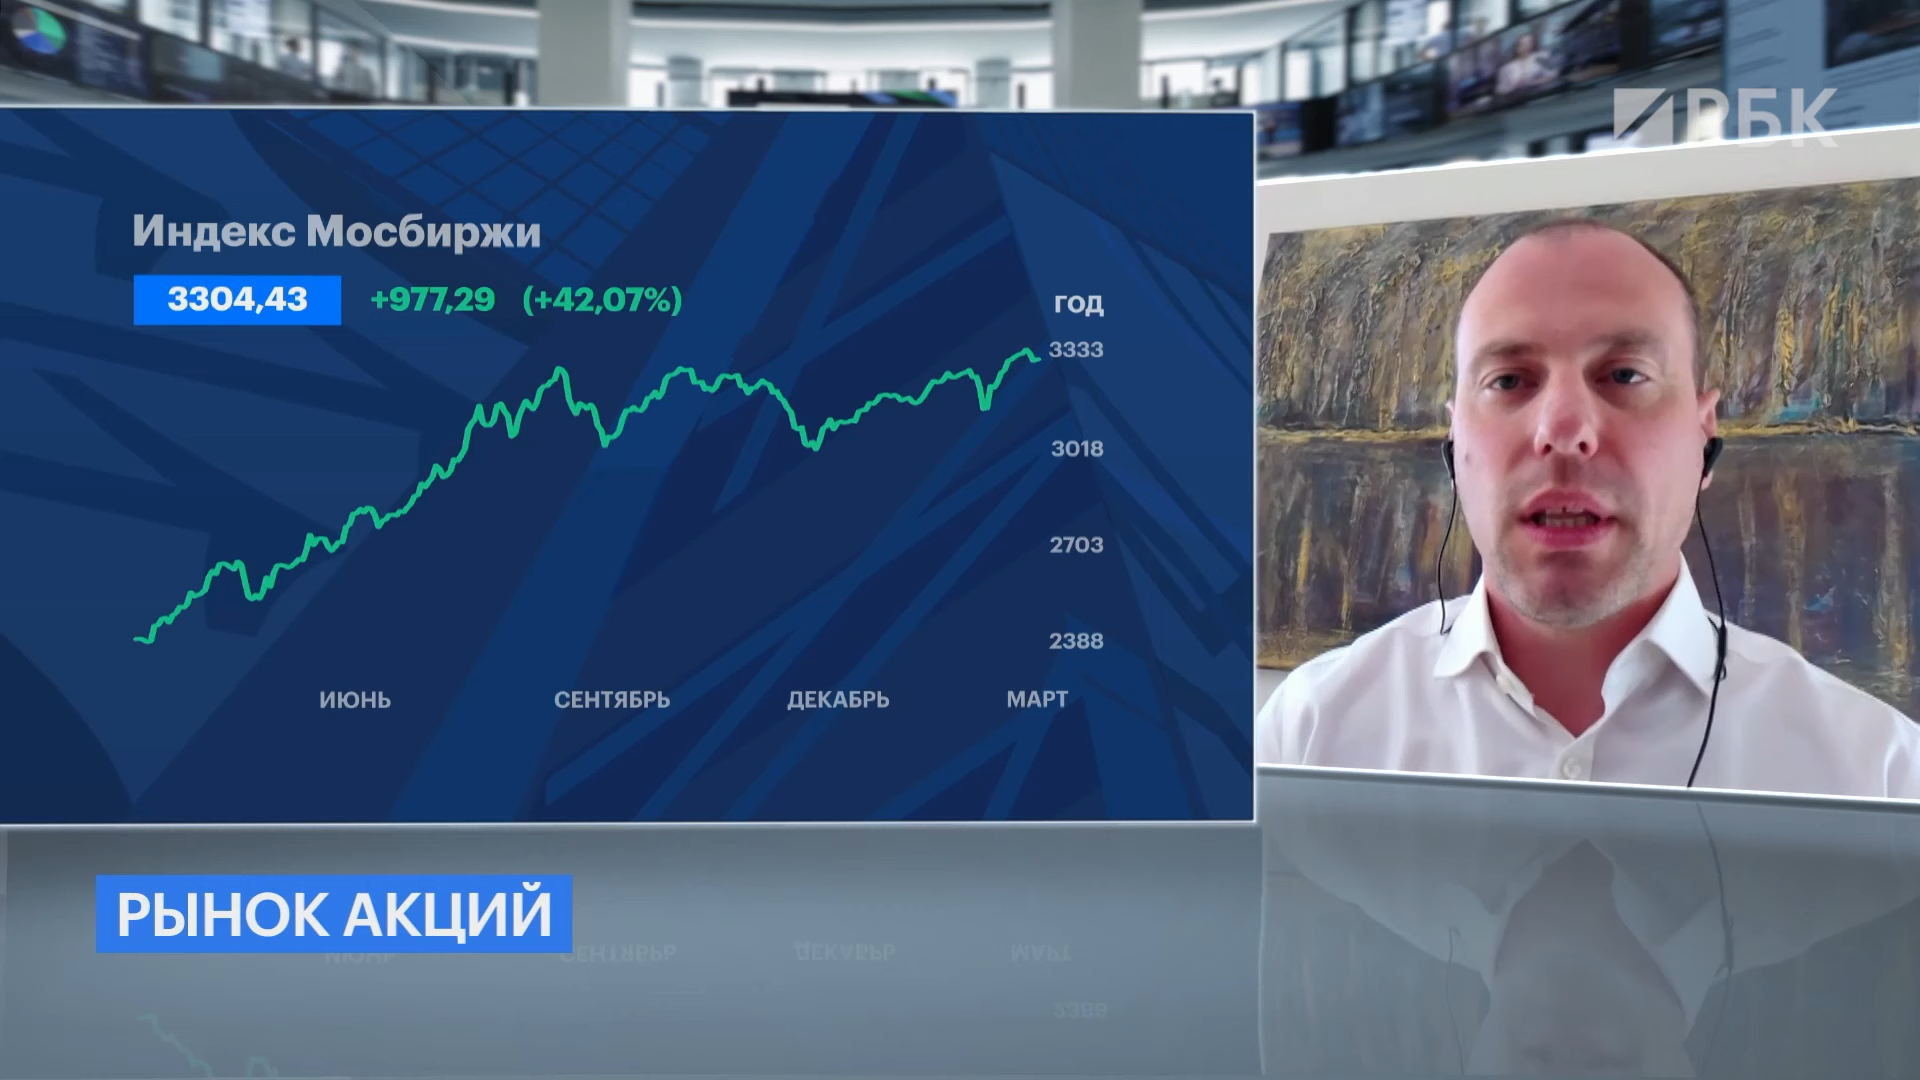 РБК
Индекс Мосбиржи
3304,43 +977,29 (+42,07%)
ГОД
3333
3018
2703
2388
ИЮНЬ СЕНТЯБРЬ ДЕКАБРЬ МАРТ
РЫНОК АКЦИЙ